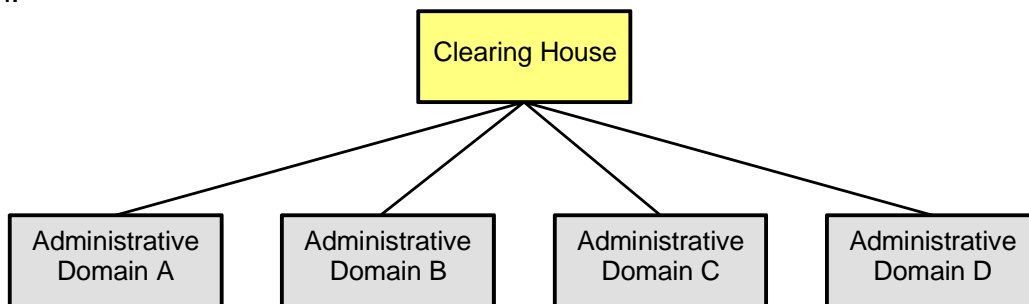 Clearing House
Administrative
Domain A
Administrative
Domain B
Administrative
Domain C
Administrative
Domain D